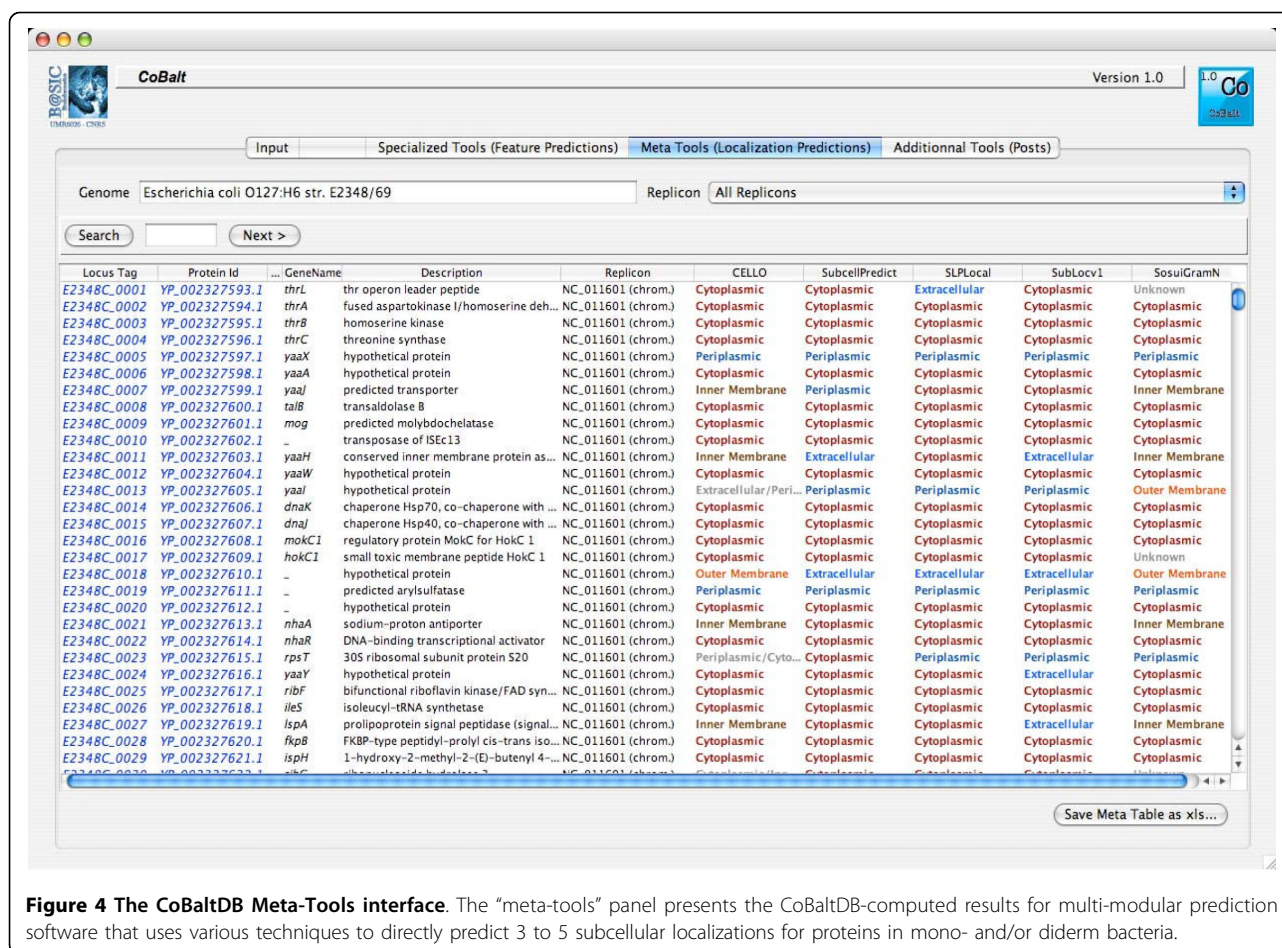 B@SIC
UMR6026 - CNRS
CoBalt
Version 1.0
1.0 Co
CoBalt
Input Specialized Tools (Feature Predictions) Meta Tools (Localization Predictions) Additionnal Tools (Posts)
Genome Escherichia coli O127:H6 str. E2348/69 Replicon All Replicons
Search Next >
Locus Tag Protein Id ... GeneName Description Replicon CELLO SubcellPredict SLPLocal SubLocv1 SosuiGramN
E2348C_0001 YP_002327593.1 thrL thr operon leader peptide NC_011601 (chrom.) Cytoplasmic Cytoplasmic Extracellular Cytoplasmic Unknown
E2348C_0002 YP_002327594.1 thrA fused aspartokinase I/homoserine deh... NC_011601 (chrom.) Cytoplasmic Cytoplasmic Cytoplasmic Cytoplasmic Cytoplasmic
E2348C_0003 YP_002327595.1 thrB homoserine kinase NC_011601 (chrom.) Cytoplasmic Cytoplasmic Cytoplasmic Cytoplasmic Cytoplasmic
E2348C_0004 YP_002327596.1 thrC threonine synthase NC_011601 (chrom.) Cytoplasmic Cytoplasmic Cytoplasmic Cytoplasmic Cytoplasmic
E2348C_0005 YP_002327597.1 yaaX hypothetical protein NC_011601 (chrom.) Periplasmic Periplasmic Periplasmic Periplasmic Periplasmic
E2348C_0006 YP_002327598.1 yaaA hypothetical protein NC_011601 (chrom.) Cytoplasmic Cytoplasmic Cytoplasmic Cytoplasmic Cytoplasmic
E2348C_0007 YP_002327599.1 yaaJ predicted transporter NC_011601 (chrom.) Inner Membrane Periplasmic Cytoplasmic Cytoplasmic Inner Membrane
E2348C_0008 YP_002327600.1 talB transaldolase B NC_011601 (chrom.) Cytoplasmic Cytoplasmic Cytoplasmic Cytoplasmic Cytoplasmic
E2348C_0009 YP_002327601.1 mog predicted molybdochelatase NC_011601 (chrom.) Cytoplasmic Cytoplasmic Cytoplasmic Cytoplasmic Cytoplasmic
E2348C_0010 YP_002327602.1 _ transposase of ISEc13 NC_011601 (chrom.) Cytoplasmic Cytoplasmic Cytoplasmic Cytoplasmic Cytoplasmic
E2348C_0011 YP_002327603.1 yaaH conserved inner membrane protein as... NC_011601 (chrom.) Inner Membrane Extracellular Cytoplasmic Extracellular Inner Membrane
E2348C_0012 YP_002327604.1 yaaW hypothetical protein NC_011601 (chrom.) Cytoplasmic Cytoplasmic Cytoplasmic Cytoplasmic Cytoplasmic
E2348C_0013 YP_002327605.1 yaaI hypothetical protein NC_011601 (chrom.) Extracellular/Peri... Periplasmic Periplasmic Periplasmic Outer Membrane
E2348C_0014 YP_002327606.1 dnaK chaperone Hsp70, co-chaperone with ... NC_011601 (chrom.) Cytoplasmic Cytoplasmic Cytoplasmic Cytoplasmic Cytoplasmic
E2348C_0015 YP_002327607.1 dnaJ chaperone Hsp40, co-chaperone with ... NC_011601 (chrom.) Cytoplasmic Cytoplasmic Cytoplasmic Cytoplasmic Cytoplasmic
E2348C_0016 YP_002327608.1 mokC1 regulatory protein MokC for HokC 1 NC_011601 (chrom.) Cytoplasmic Cytoplasmic Cytoplasmic Cytoplasmic Cytoplasmic
E2348C_0017 YP_002327609.1 hokC1 small toxic membrane peptide HokC 1 NC_011601 (chrom.) Cytoplasmic Cytoplasmic Cytoplasmic Cytoplasmic Unknown
E2348C_0018 YP_002327610.1 _ hypothetical protein NC_011601 (chrom.) Outer Membrane Extracellular Extracellular Extracellular Outer Membrane
E2348C_0019 YP_002327611.1 _ predicted arylsulfatase NC_011601 (chrom.) Periplasmic Periplasmic Periplasmic Periplasmic Periplasmic
E2348C_0020 YP_002327612.1 _ hypothetical protein NC_011601 (chrom.) Cytoplasmic Cytoplasmic Cytoplasmic Cytoplasmic Cytoplasmic
E2348C_0021 YP_002327613.1 nhaA sodium-proton antiporter NC_011601 (chrom.) Inner Membrane Cytoplasmic Cytoplasmic Cytoplasmic Inner Membrane
E2348C_0022 YP_002327614.1 nhaR DNA-binding transcriptional activator NC_011601 (chrom.) Cytoplasmic Cytoplasmic Cytoplasmic Cytoplasmic Cytoplasmic
E2348C_0023 YP_002327615.1 rpsT 30S ribosomal subunit protein S20 NC_011601 (chrom.) Periplasmic/Cyto... Cytoplasmic Periplasmic Periplasmic Periplasmic
E2348C_0024 YP_002327616.1 yaaY hypothetical protein NC_011601 (chrom.) Cytoplasmic Cytoplasmic Cytoplasmic Extracellular Cytoplasmic
E2348C_0025 YP_002327617.1 ribF bifunctional riboflavin kinase/FAD syn... NC_011601 (chrom.) Cytoplasmic Cytoplasmic Cytoplasmic Cytoplasmic Cytoplasmic
E2348C_0026 YP_002327618.1 ileS isoleucyl-tRNA synthetase NC_011601 (chrom.) Cytoplasmic Cytoplasmic Cytoplasmic Cytoplasmic Cytoplasmic
E2348C_0027 YP_002327619.1 lspA prolipoprotein signal peptidase (signal... NC_011601 (chrom.) Inner Membrane Cytoplasmic Cytoplasmic Extracellular Inner Membrane
E2348C_0028 YP_002327620.1 fkpB FKBP-type peptidyl-prolyl cis-trans iso... NC_011601 (chrom.) Cytoplasmic Cytoplasmic Cytoplasmic Cytoplasmic Cytoplasmic
E2348C_0029 YP_002327621.1 ispH 1-hydroxy-2-methyl-2-(E)-butenyl 4-... NC_011601 (chrom.) Cytoplasmic Cytoplasmic Cytoplasmic Cytoplasmic Cytoplasmic
Save Meta Table as xls...
Figure 4 The CoBaltDB Meta-Tools interface. The “meta-tools” panel presents the CoBaltDB-computed results for multi-modular prediction
software that uses various techniques to directly predict 3 to 5 subcellular localizations for proteins in mono- and/or diderm bacteria.